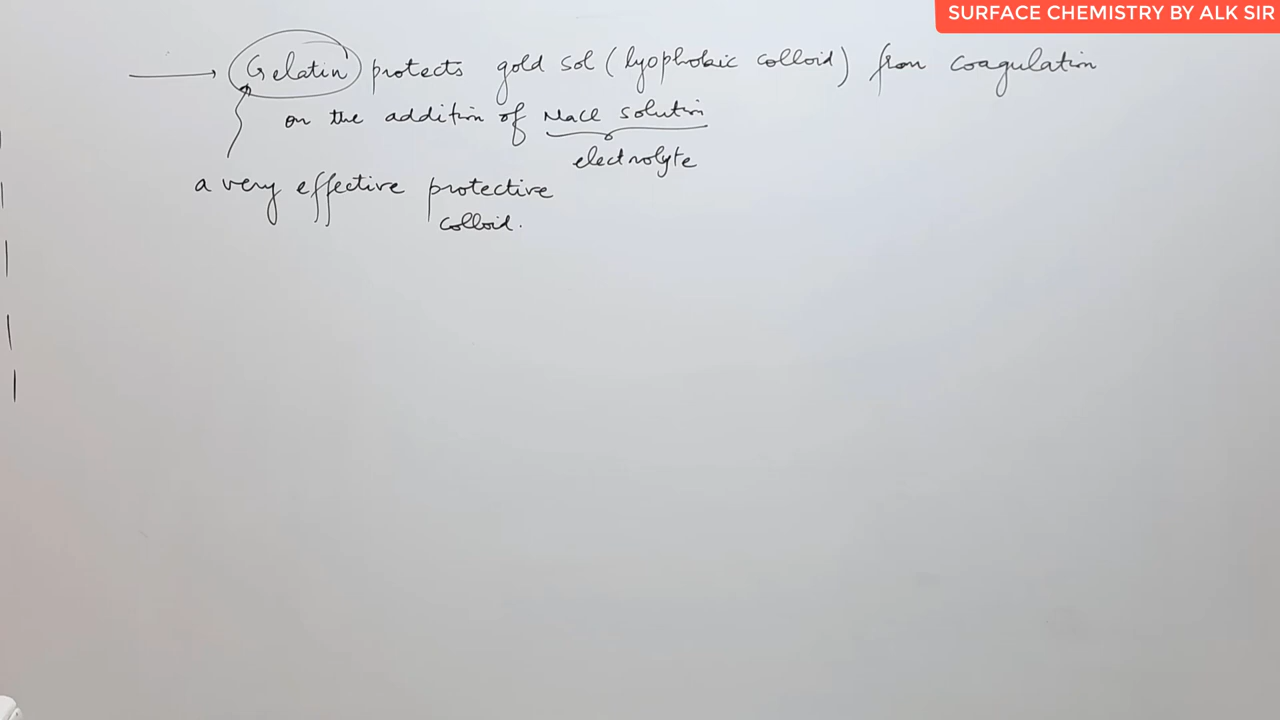 SURFACE CHEMISTRY BY ALK SIR
→ Gelatin protects gold sol (lyophobic colloid) from coagulation
on the addition of NaCl solution
electrolyte
a very effective protective
colloid.